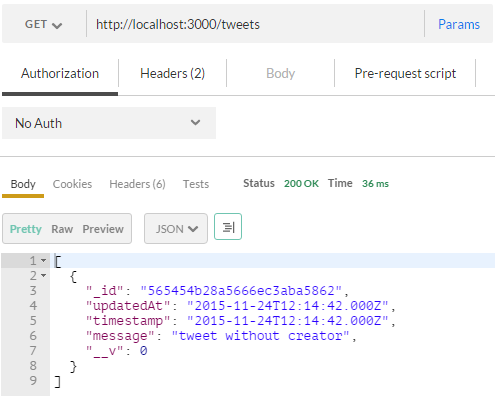 GET http://localhost:3000/tweets Params
Authorization Headers (2) Body Pre-request script
No Auth
Body Cookies Headers (6) Tests Status 200 OK Time 36 ms
Pretty Raw Preview JSON
1 [
2 {
3 "_id": "565454b28a5666ec3aba5862",
4 "updatedAt": "2015-11-24T12:14:42.000Z",
5 "timestamp": "2015-11-24T12:14:42.000Z",
6 "message": "tweet without creator",
7 "__v": 0
8 }
9 ]